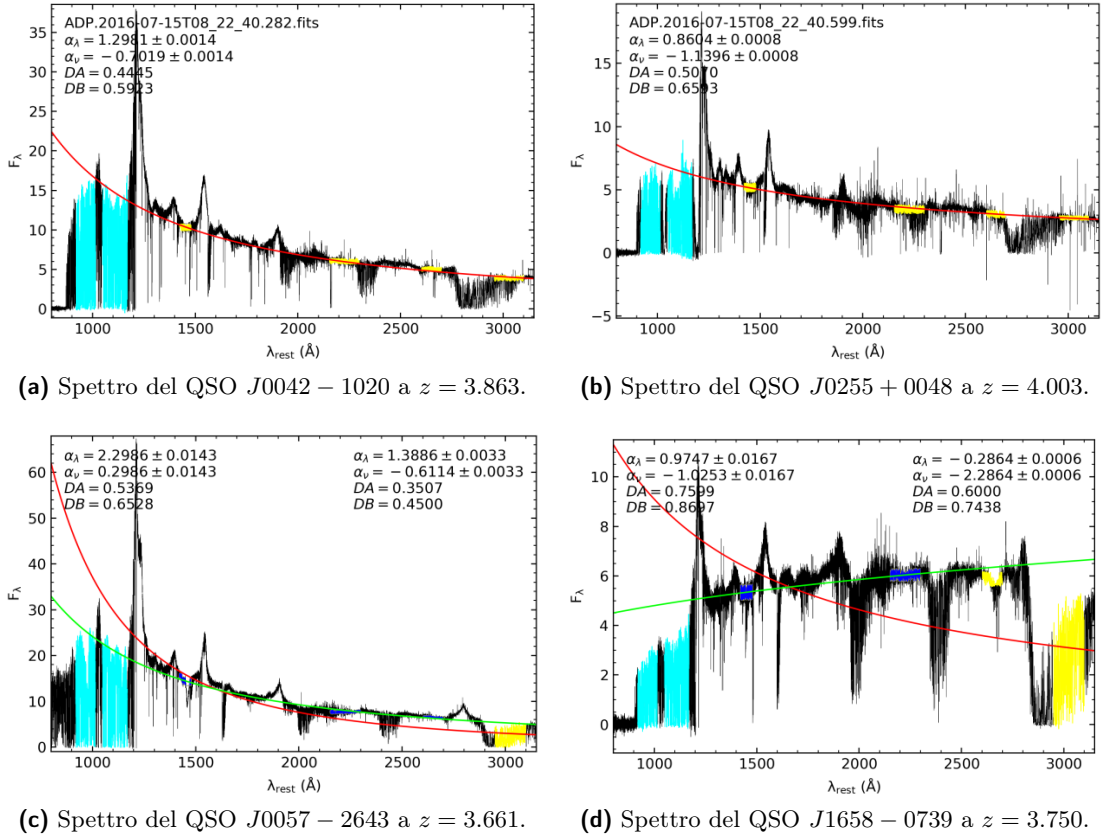 ADP.2016-07-15T08_22_40.282.fits
α_λ = 1.2981 ± 0.0014
α_ν = −0.7019 ± 0.0014
DA = 0.4445
DB = 0.5923
35
30
25
20
15
10
5
0
F_λ
1000 1500 2000 2500 3000
λ_rest (Å)
(a) Spettro del QSO J0042 − 1020 a z = 3.863.
ADP.2016-07-15T08_22_40.599.fits
α_λ = 0.8604 ± 0.0008
α_ν = −1.1396 ± 0.0008
DA = 0.5070
DB = 0.6593
15
10
5
0
−5
F_λ
1000 1500 2000 2500 3000
λ_rest (Å)
(b) Spettro del QSO J0255 + 0048 a z = 4.003.
α_λ = 2.2986 ± 0.0143
α_ν = 0.2986 ± 0.0143
DA = 0.5369
DB = 0.6528
α_λ = 1.3886 ± 0.0033
α_ν = −0.6114 ± 0.0033
DA = 0.3507
DB = 0.4500
60
50
40
30
20
10
0
F_λ
1000 1500 2000 2500 3000
λ_rest (Å)
(c) Spettro del QSO J0057 − 2643 a z = 3.661.
α_λ = 0.9747 ± 0.0167
α_ν = −1.0253 ± 0.0167
DA = 0.7599
DB = 0.8697
α_λ = −0.2864 ± 0.0006
α_ν = −2.2864 ± 0.0006
DA = 0.6000
DB = 0.7438
10
8
6
4
2
0
F_λ
1000 1500 2000 2500 3000
λ_rest (Å)
(d) Spettro del QSO J1658 − 0739 a z = 3.750.